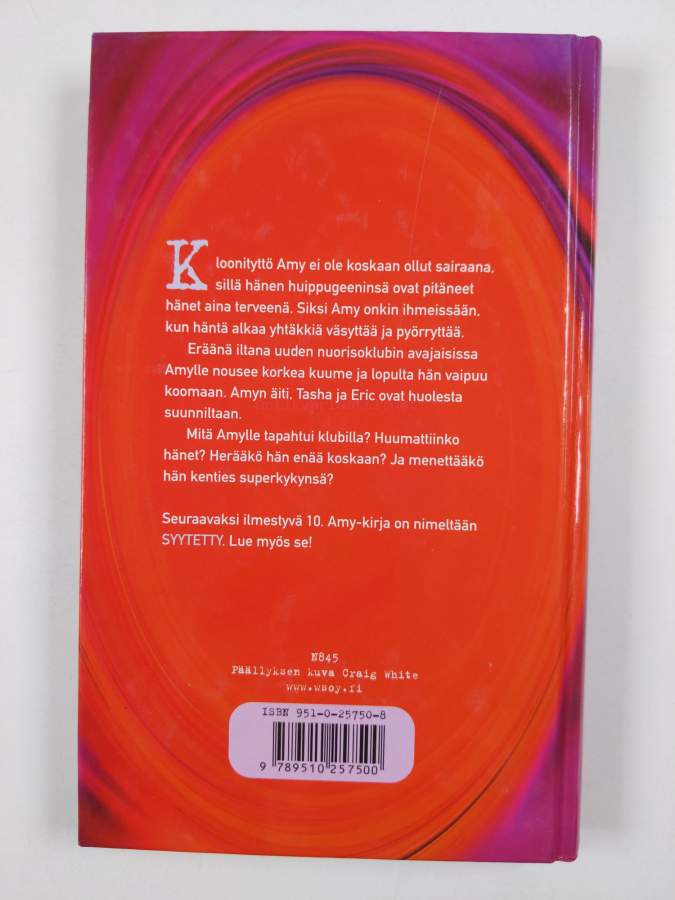 Kloonityttö Amy ei ole koskaan ollut sairaana,
sillä hänen huippugeeninsä ovat pitäneet
hänet aina terveenä. Siksi Amy onkin ihmeissään,
kun häntä alkaa yhtäkkiä väsyttää ja pyörryttää.
Eräänä iltana uuden nuorisoklubin avajaisissa
Amylle nousee korkea kuume ja lopulta hän vaipuu
koomaan. Amyn äiti, Tasha ja Eric ovat huolesta
suunniltaan.
Mitä Amylle tapahtui klubilla? Huumattiinko
hänet? Herääkö hän enää koskaan? Ja menettääkö
hän kenties superkykynsä?
Seuraavaksi ilmestyvä 10. Amy-kirja on nimeltään
SYYTETTY. Lue myös se!
N845
Päällyksen kuva Craig White
www.wsoy.fi
ISBN 951-0-25750-8
9 789510 257500